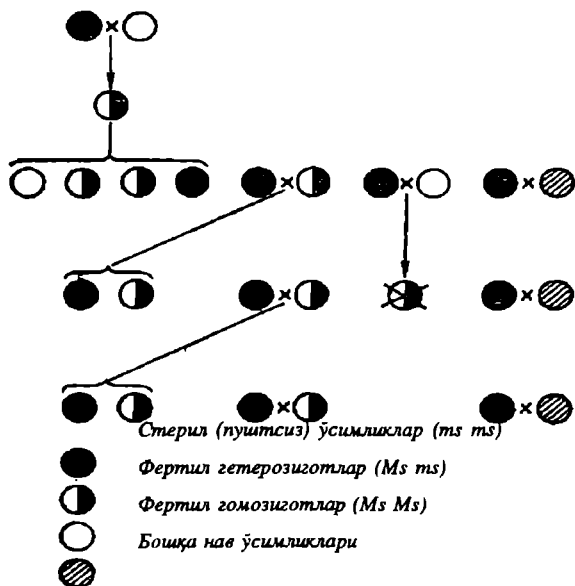 Стерил (пуштсиз) ўсимликлар (ms ms)
Фертил гетерозиготлар (Ms ms)
Фертил гомозиготлар (Ms Ms)
Бошқа нав ўсимликлари